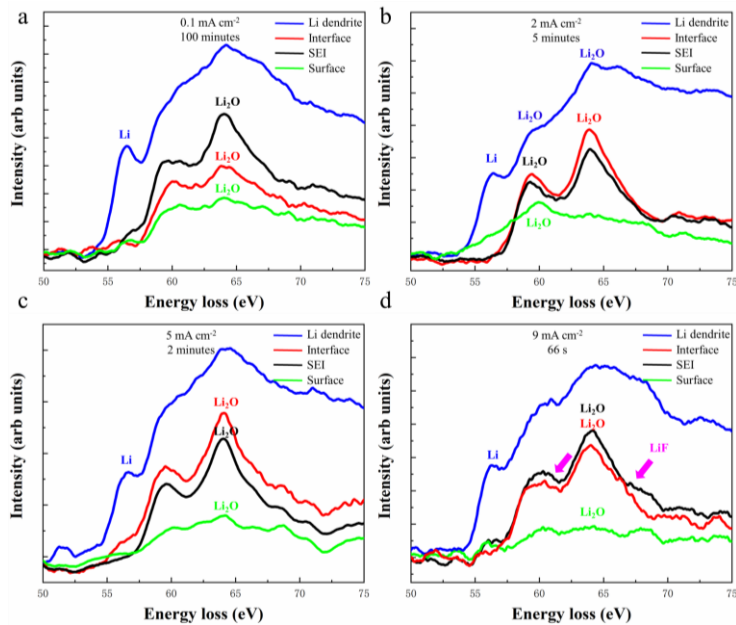 a
0.1 mA cm⁻²
100 minutes
Li dendrite
Interface
SEI
Surface
Li
Li₂O
Li₂O
Li₂O
Intensity (arb units)
50 55 60 65 70 75
Energy loss (eV)
b
2 mA cm⁻²
5 minutes
Li dendrite
Interface
SEI
Surface
Li₂O
Li₂O
Li
Li₂O
Li₂O
Li₂O
Intensity (arb units)
50 55 60 65 70 75
Energy loss (eV)
c
5 mA cm⁻²
2 minutes
Li dendrite
Interface
SEI
Surface
Li
Li₂O
Li₂O
Li₂O
Intensity (arb units)
50 55 60 65 70 75
Energy loss (eV)
d
9 mA cm⁻²
66 s
Li dendrite
Interface
SEI
Surface
Li
Li₂O
Li₂O
LiF
Li₂O
Intensity (arb units)
50 55 60 65 70 75
Energy loss (eV)